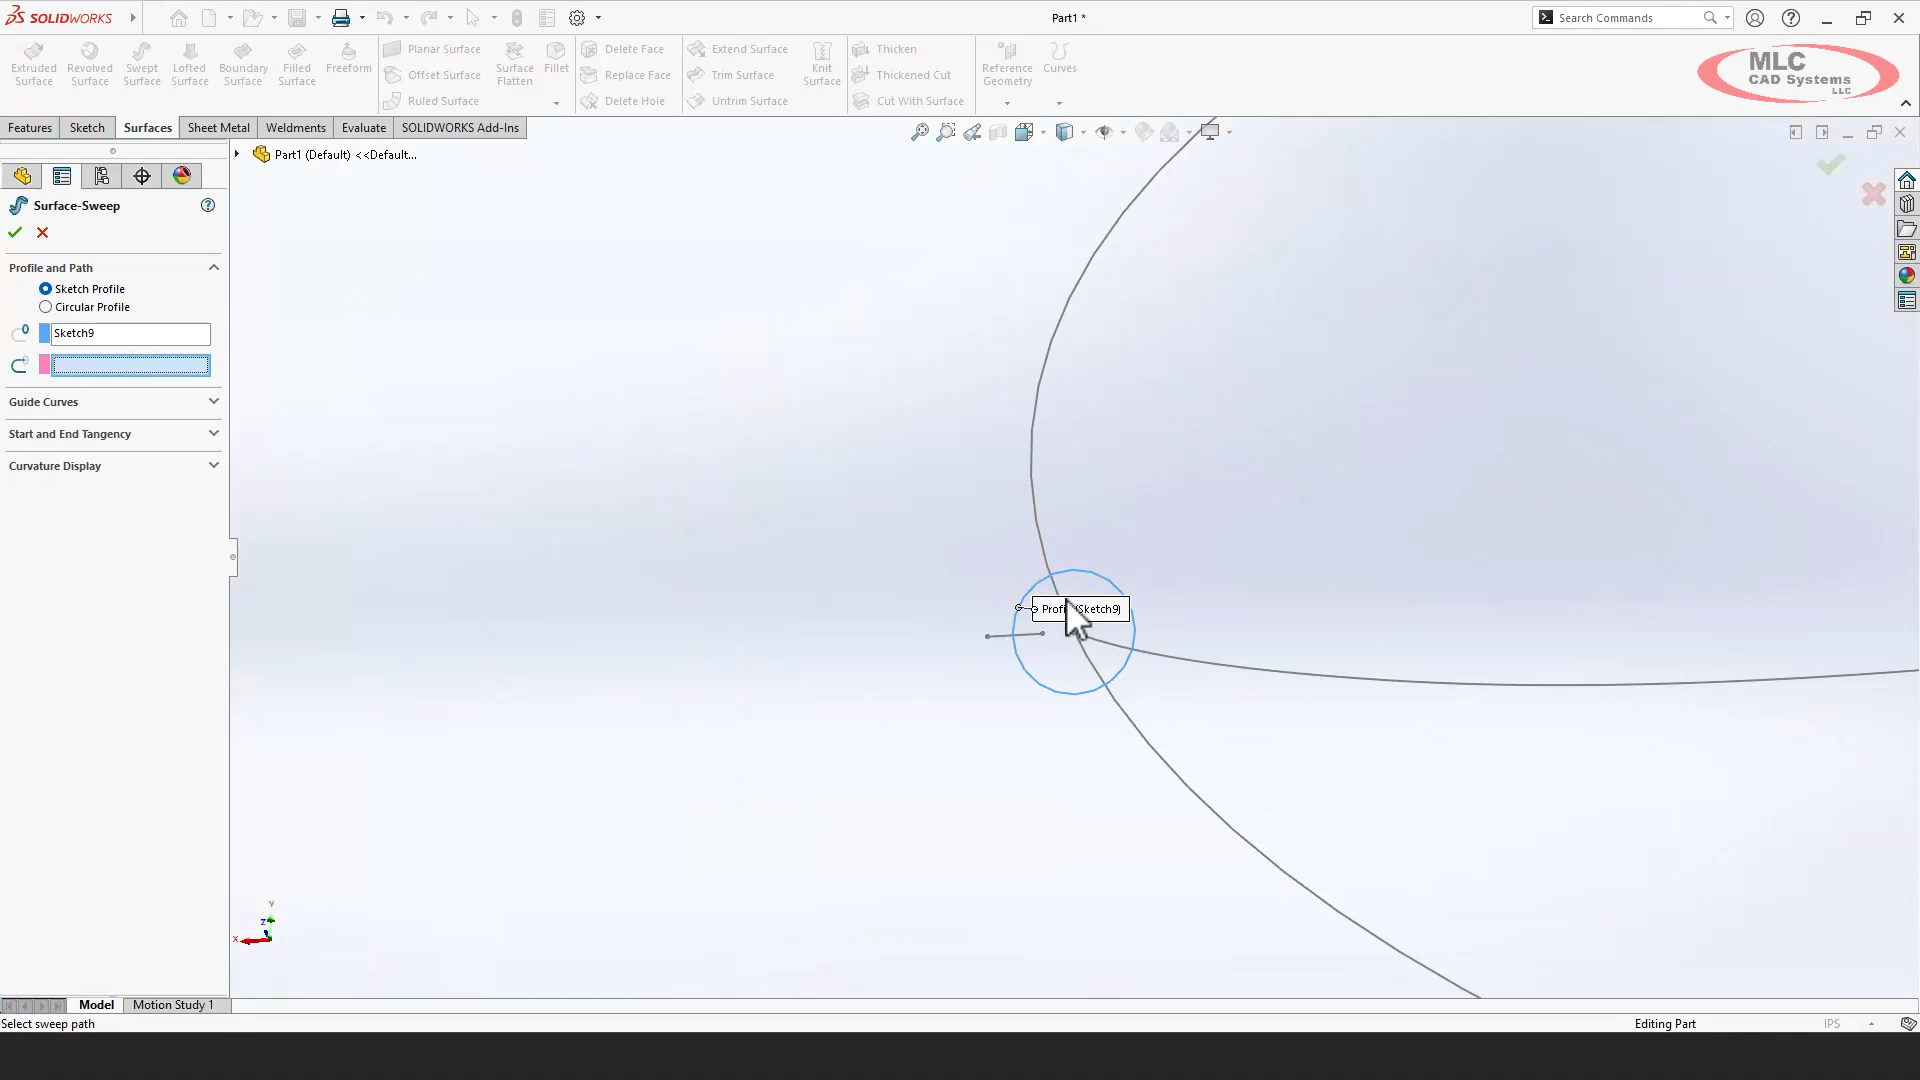 SOLIDWORKS
Part1 *
Search Commands
Extruded Surface
Revolved Surface
Swept Surface
Lofted Surface
Boundary Surface
Filled Surface
Freeform
Planar Surface
Offset Surface
Ruled Surface
Surface Flatten
Fillet
Delete Face
Replace Face
Delete Hole
Extend Surface
Trim Surface
Untrim Surface
Knit Surface
Thicken
Thickened Cut
Cut With Surface
Reference Geometry
Curves
MLC
CAD Systems
LLC
Features
Sketch
Surfaces
Sheet Metal
Weldments
Evaluate
SOLIDWORKS Add-Ins
Part1 (Default) <<Default...
Surface-Sweep
Profile and Path
Sketch Profile
Circular Profile
Sketch9
Guide Curves
Start and End Tangency
Curvature Display
(Sketch9)
Y
Z
X
Model
Motion Study 1
Select sweep path
Editing Part
IPS